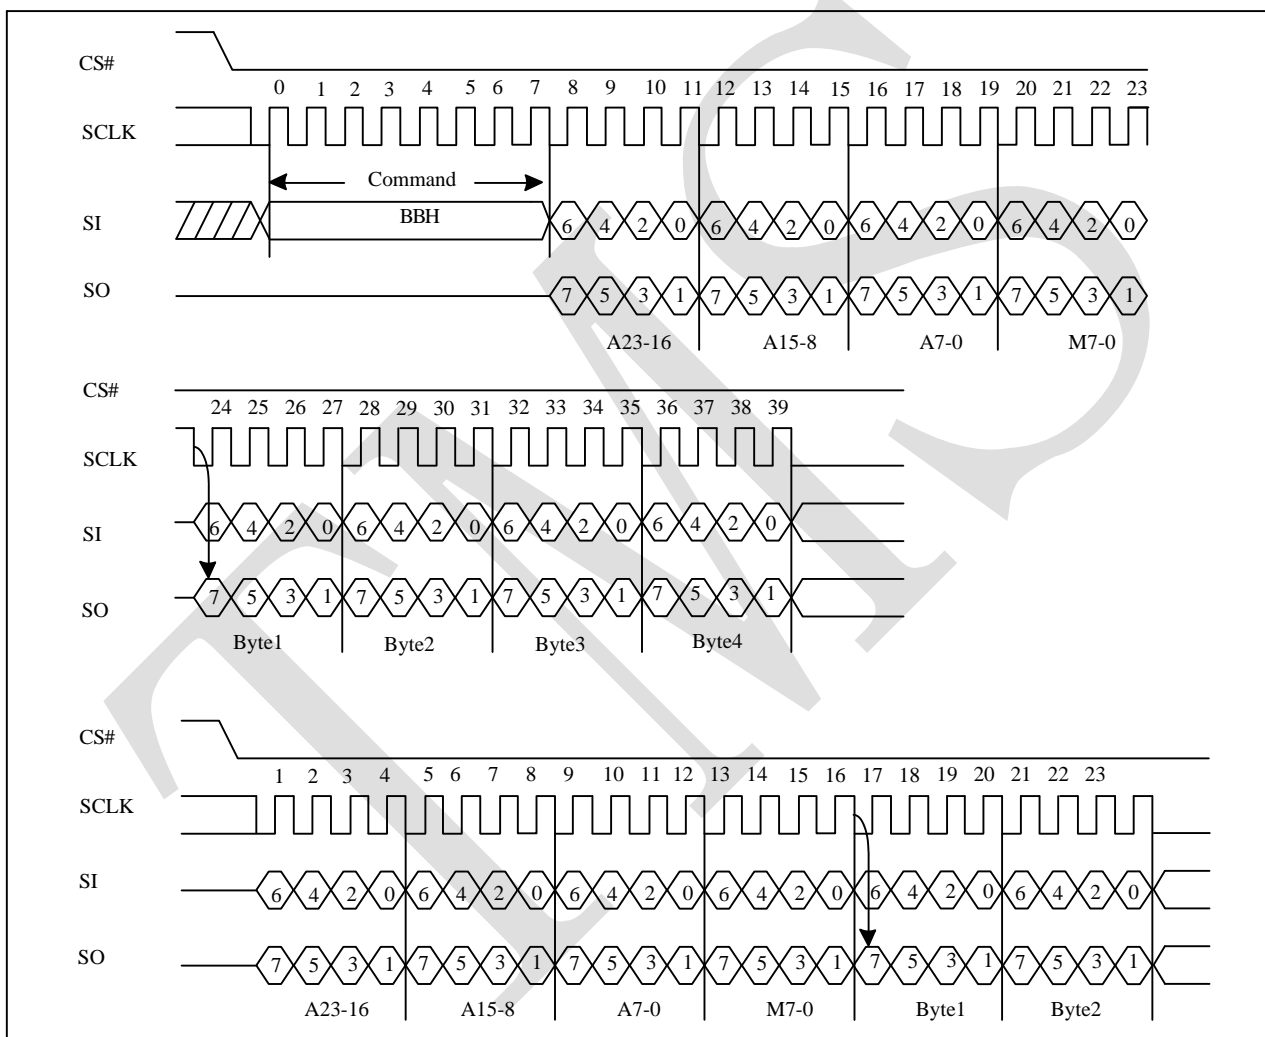 CS#
0 1 2 3 4 5 6 7 8 9 10 11 12 13 14 15 16 17 18 19 20 21 22 23
SCLK
Command
SI BBH 6 4 2 0 6 4 2 0 6 4 2 0 6 4 2 0
SO 7 5 3 1 7 5 3 1 7 5 3 1 7 5 3 1
A23-16 A15-8 A7-0 M7-0
CS#
24 25 26 27 28 29 30 31 32 33 34 35 36 37 38 39
SCLK
SI 6 4 2 0 6 4 2 0 6 4 2 0 6 4 2 0
SO 7 5 3 1 7 5 3 1 7 5 3 1 7 5 3 1
Byte1 Byte2 Byte3 Byte4
CS#
1 2 3 4 5 6 7 8 9 10 11 12 13 14 15 16 17 18 19 20 21 22 23
SCLK
SI 6 4 2 0 6 4 2 0 6 4 2 0 6 4 2 0 6 4 2 0 6 4 2 0
SO 7 5 3 1 7 5 3 1 7 5 3 1 7 5 3 1 7 5 3 1 7 5 3 1
A23-16 A15-8 A7-0 M7-0 Byte1 Byte2
TMS